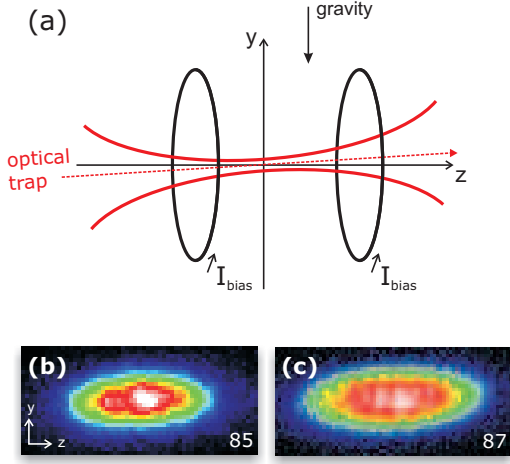 (a)
y
gravity
optical
trap
z
I_bias
I_bias
(b)
y
z
85
(c)
87